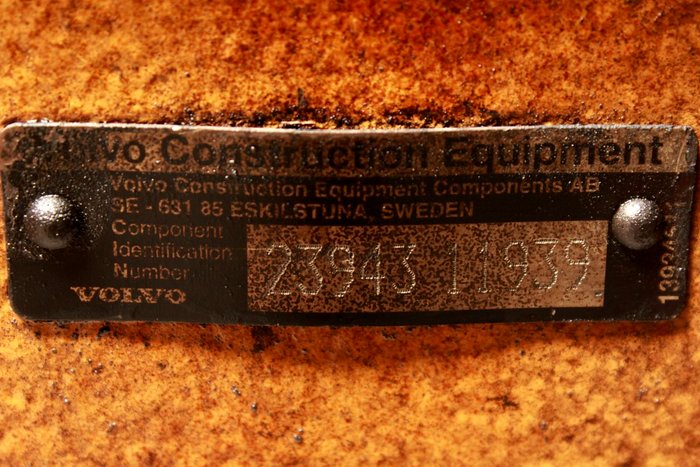 Volvo Construction Equipment
Volvo Construction Equipment Components AB
SE - 631 85 ESKILSTUNA, SWEDEN
Component
Identification
Number
23943 11939
VOLVO